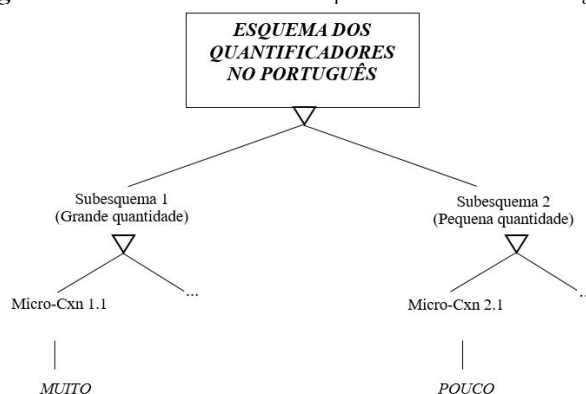 ESQUEMA DOS
QUANTIFICADORES
NO PORTUGUÊS
Subesquema 1
(Grande quantidade)
Subesquema 2
(Pequena quantidade)
Micro-Cxn 1.1
...
Micro-Cxn 2.1
..
MUITO
POUCO